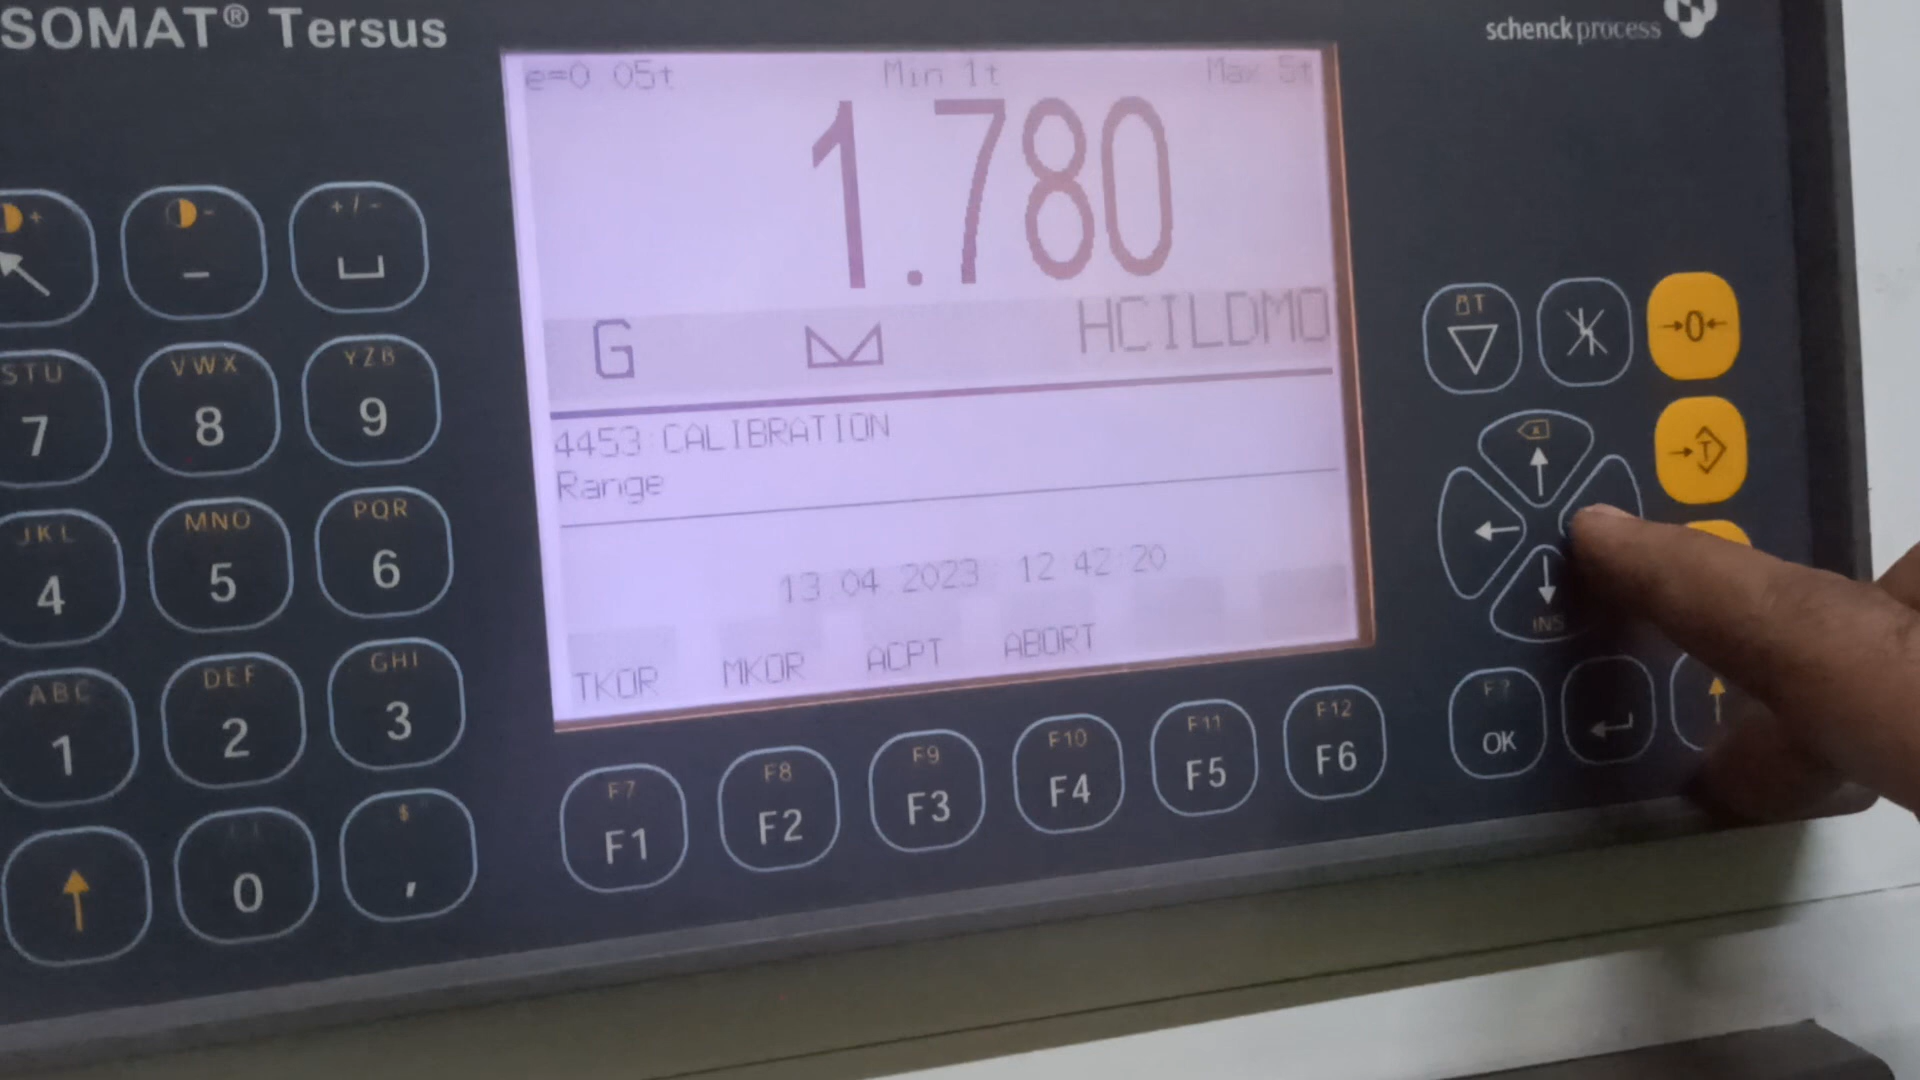 SOMAT® Tersus
schenck process
e=0.05t Min 1t Max 5t
1.780
G HCILDMO
4453 CALIBRATION
Range
13.04.2023 12:42:20
TKOR MKOR ACPT ABORT
+ - +/-
STU VWX YZ
7 8 9
JKL MNO PQR
4 5 6
ABC DEF GHI
1 2 3
$
0 ,
F7 F8 F9 F10 F11 F12
F1 F2 F3 F4 F5 F6
T
→0←
→T
INS
OK